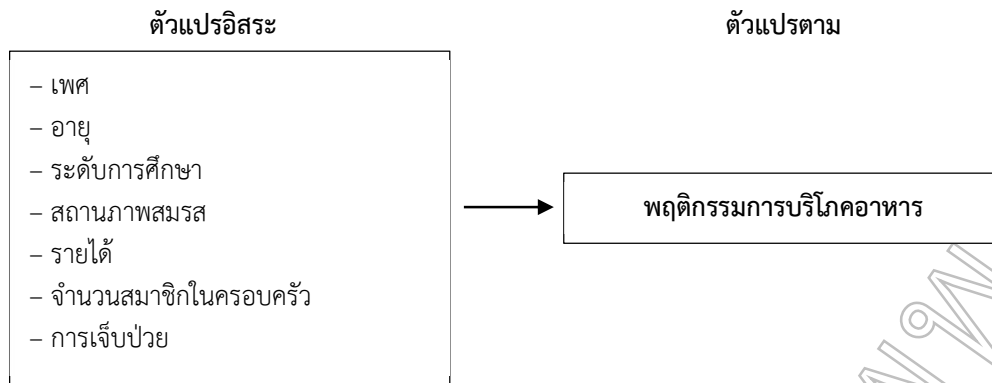 ตัวแปรอิสระ
ตัวแปรตาม
– เพศ
– อายุ
– ระดับการศึกษา
– สถานภาพสมรส
– รายได้
– จำนวนสมาชิกในครอบครัว
– การเจ็บป่วย
พฤติกรรมการบริโภคอาหาร